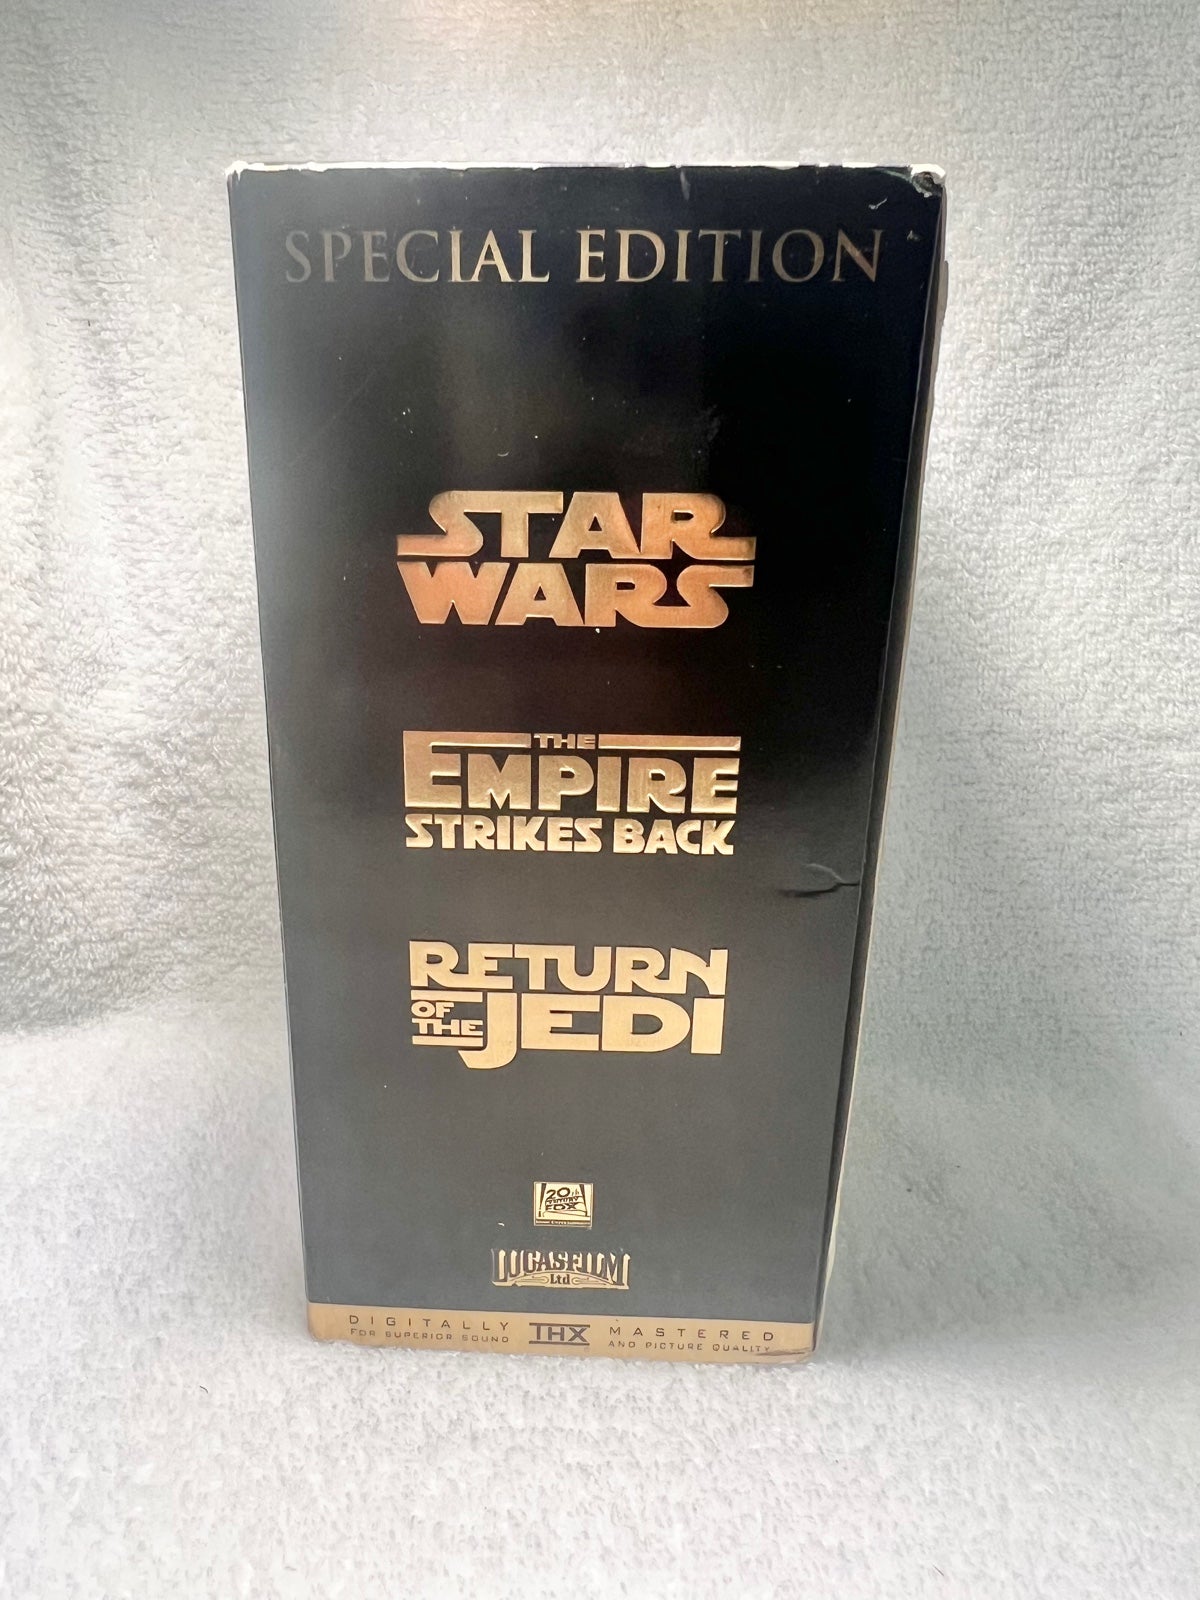 SPECIAL EDITION
STAR
WARS
THE
EMPIRE
STRIKES BACK
RETURN
OF THE JEDI
20th
CENTURY
FOX
LUCASFILM
Ltd
DIGITALLY THX MASTERED
FOR SUPERIOR SOUND AND PICTURE QUALITY